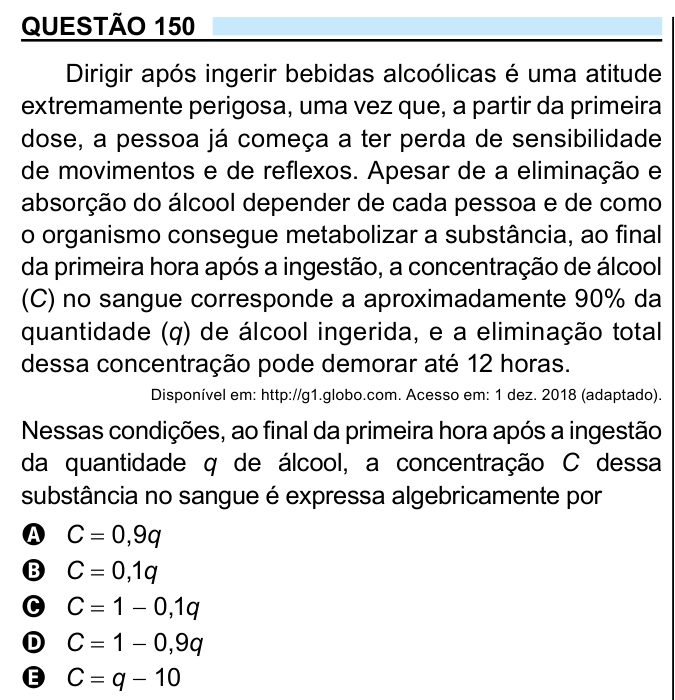 QUESTÃO 150
Dirigir após ingerir bebidas alcoólicas é uma atitude
extremamente perigosa, uma vez que, a partir da primeira
dose, a pessoa já começa a ter perda de sensibilidade
de movimentos e de reflexos. Apesar de a eliminação e
absorção do álcool depender de cada pessoa e de como
o organismo consegue metabolizar a substância, ao final
da primeira hora após a ingestão, a concentração de álcool
(C) no sangue corresponde a aproximadamente 90% da
quantidade (q) de álcool ingerida, e a eliminação total
dessa concentração pode demorar até 12 horas.
Disponível em: http://g1.globo.com. Acesso em: 1 dez. 2018 (adaptado).
Nessas condições, ao final da primeira hora após a ingestão
da quantidade q de álcool, a concentração C dessa
substância no sangue é expressa algebricamente por
A C = 0,9q
B C = 0,1q
C C = 1 – 0,1q
D C = 1 – 0,9q
E C = q – 10